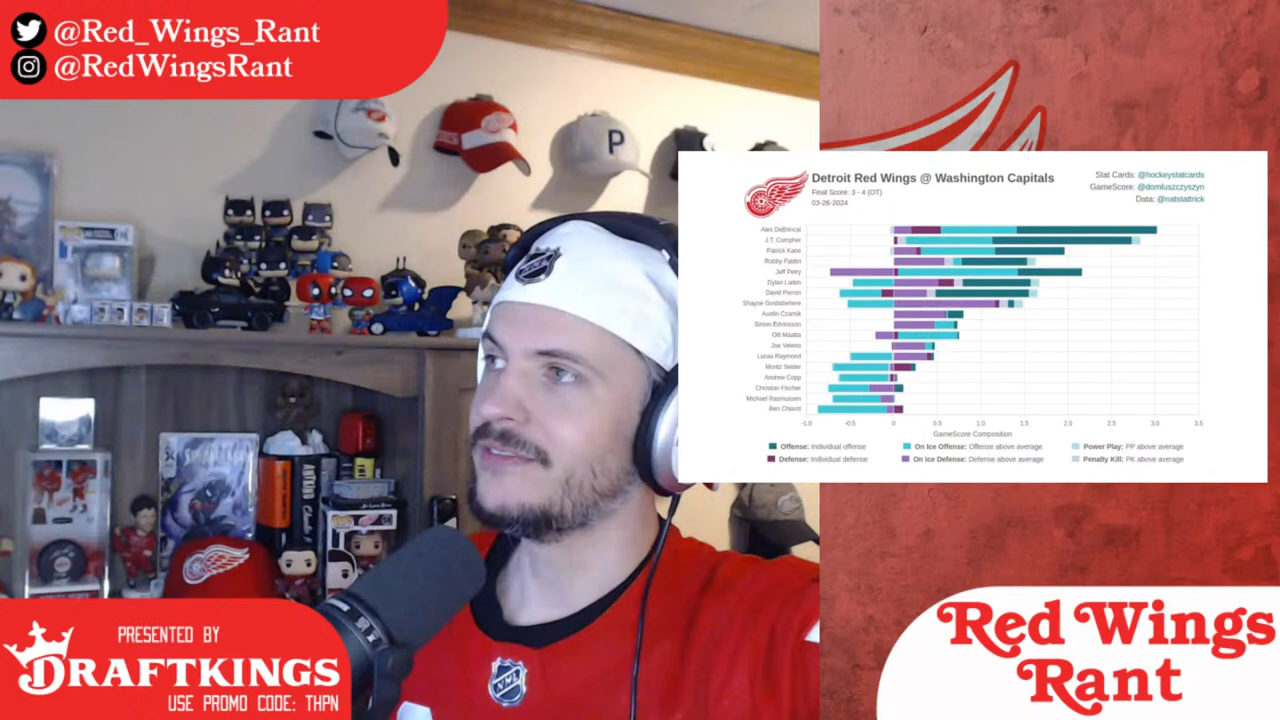 @Red_Wings_Rant
@RedWingsRant
P
Detroit Red Wings @ Washington Capitals
Final Score: 3 - 4 (OT)
03-26-2024
Stat Cards: @hockeystatcards
GameScore: @domluszczyszyn
Data: @natstattrick
Alex DeBrincat
J.T. Compher
Patrick Kane
Robby Fabbri
Jeff Petry
Dylan Larkin
David Perron
Shayne Gostisbehere
Austin Czarnik
Simon Edvinsson
Olli Maatta
Joe Veleno
Lucas Raymond
Moritz Seider
Andrew Copp
Christian Fischer
Michael Rasmussen
Ben Chiarot
-1.0 -0.5 0 0.5 1.0 1.5 2.0 2.5 3.0 3.5
GameScore Composition
Offense: Individual offense
On Ice Offense: Offense above average
Power Play: PP above average
Defense: Individual defense
On Ice Defense: Defense above average
Penalty Kill: PK above average
NHL
NHL
PRESENTED BY
DRAFTKINGS
USE PROMO CODE: THPN
Red Wings
Rant